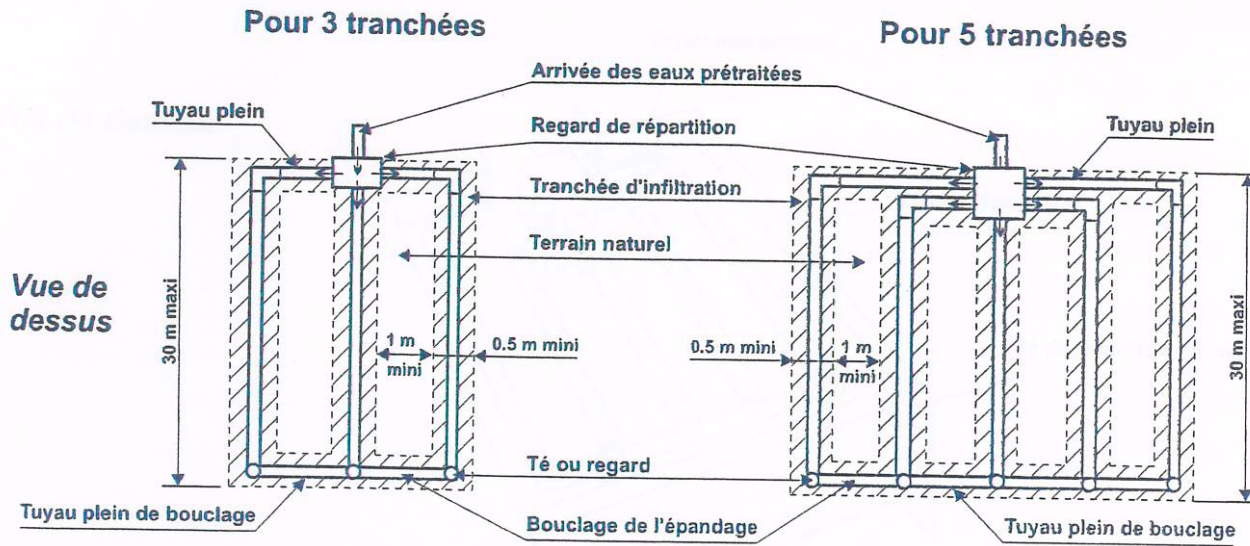 Pour 3 tranchées
Pour 5 tranchées
Arrivée des eaux prétraitées
Tuyau plein
Regard de répartition
Tuyau plein
Tranchée d'infiltration
Terrain naturel
Vue de
dessus
30 m maxi
1 m
mini
0.5 m mini
0.5 m mini
1 m
mini
30 m maxi
Té ou regard
Tuyau plein de bouclage
Bouclage de l'épandage
Tuyau plein de bouclage